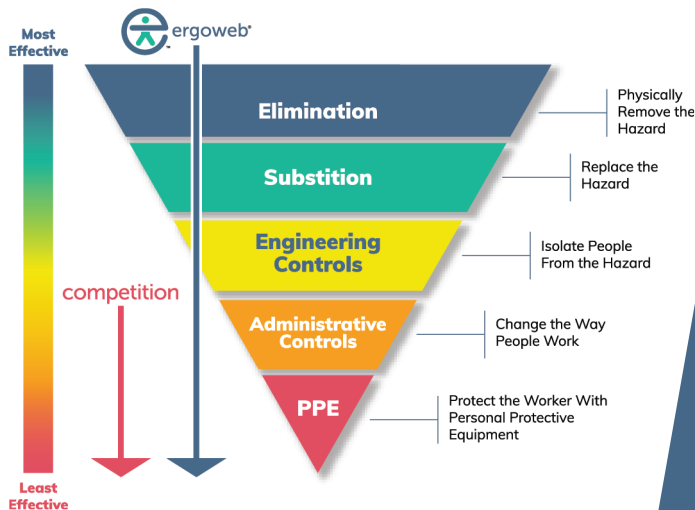 Most
Effective
ergoweb®
Elimination
Physically
Remove the
Hazard
Substition
Replace the
Hazard
Engineering
Controls
Isolate People
From the Hazard
competition
Administrative
Controls
Change the Way
People Work
PPE
Protect the Worker With
Personal Protective
Equipment
Least
Effective